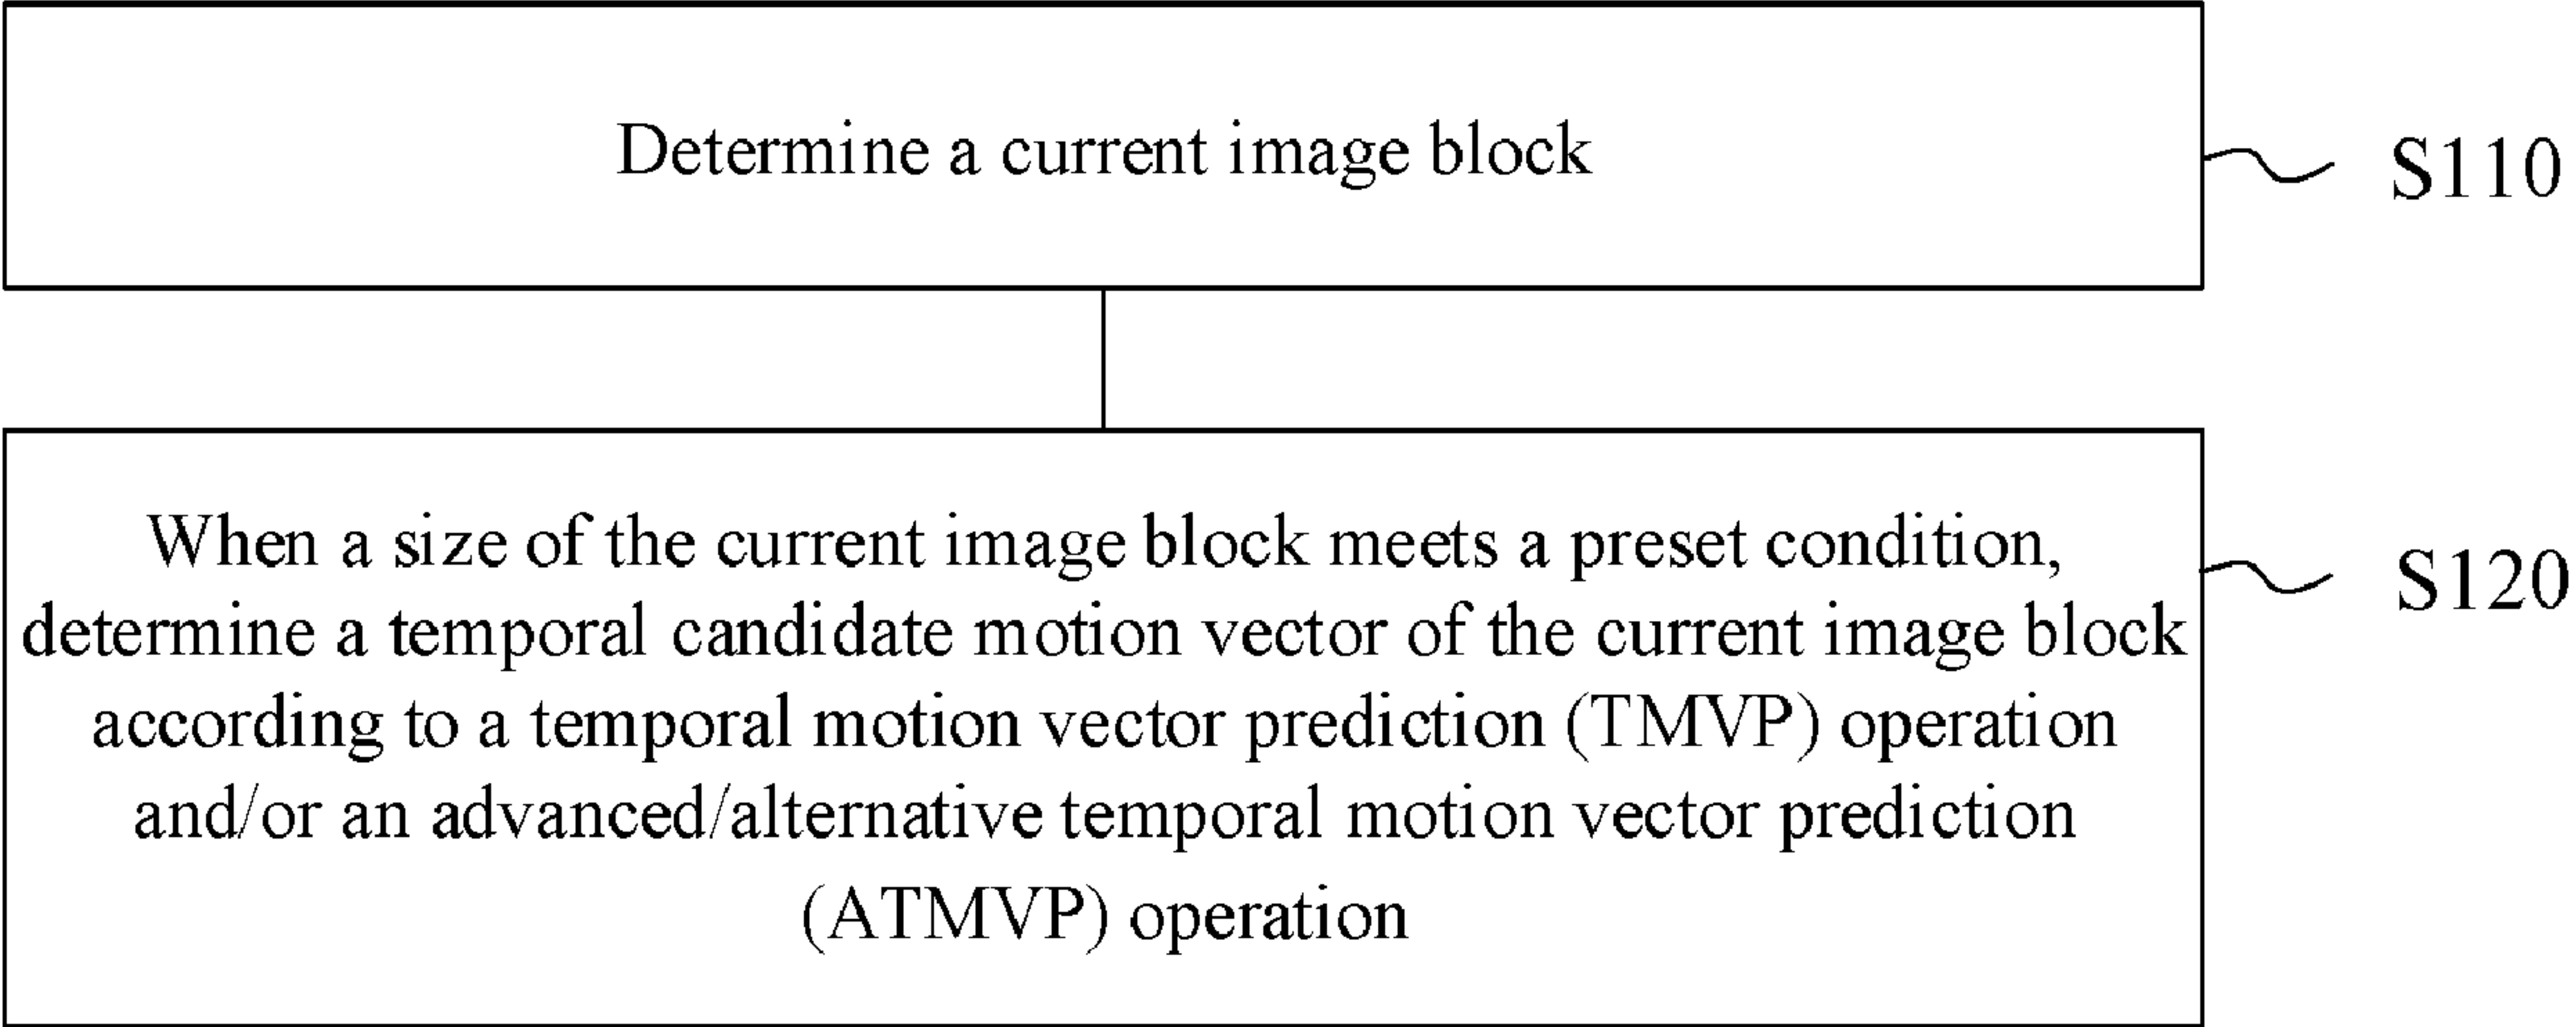 Determine a current image block
S110
When a size of the current image block meets a preset condition,
determine a temporal candidate motion vector of the current image block
according to a temporal motion vector prediction (TMVP) operation
and/or an advanced/alternative temporal motion vector prediction
(ATMVP) operation
S120